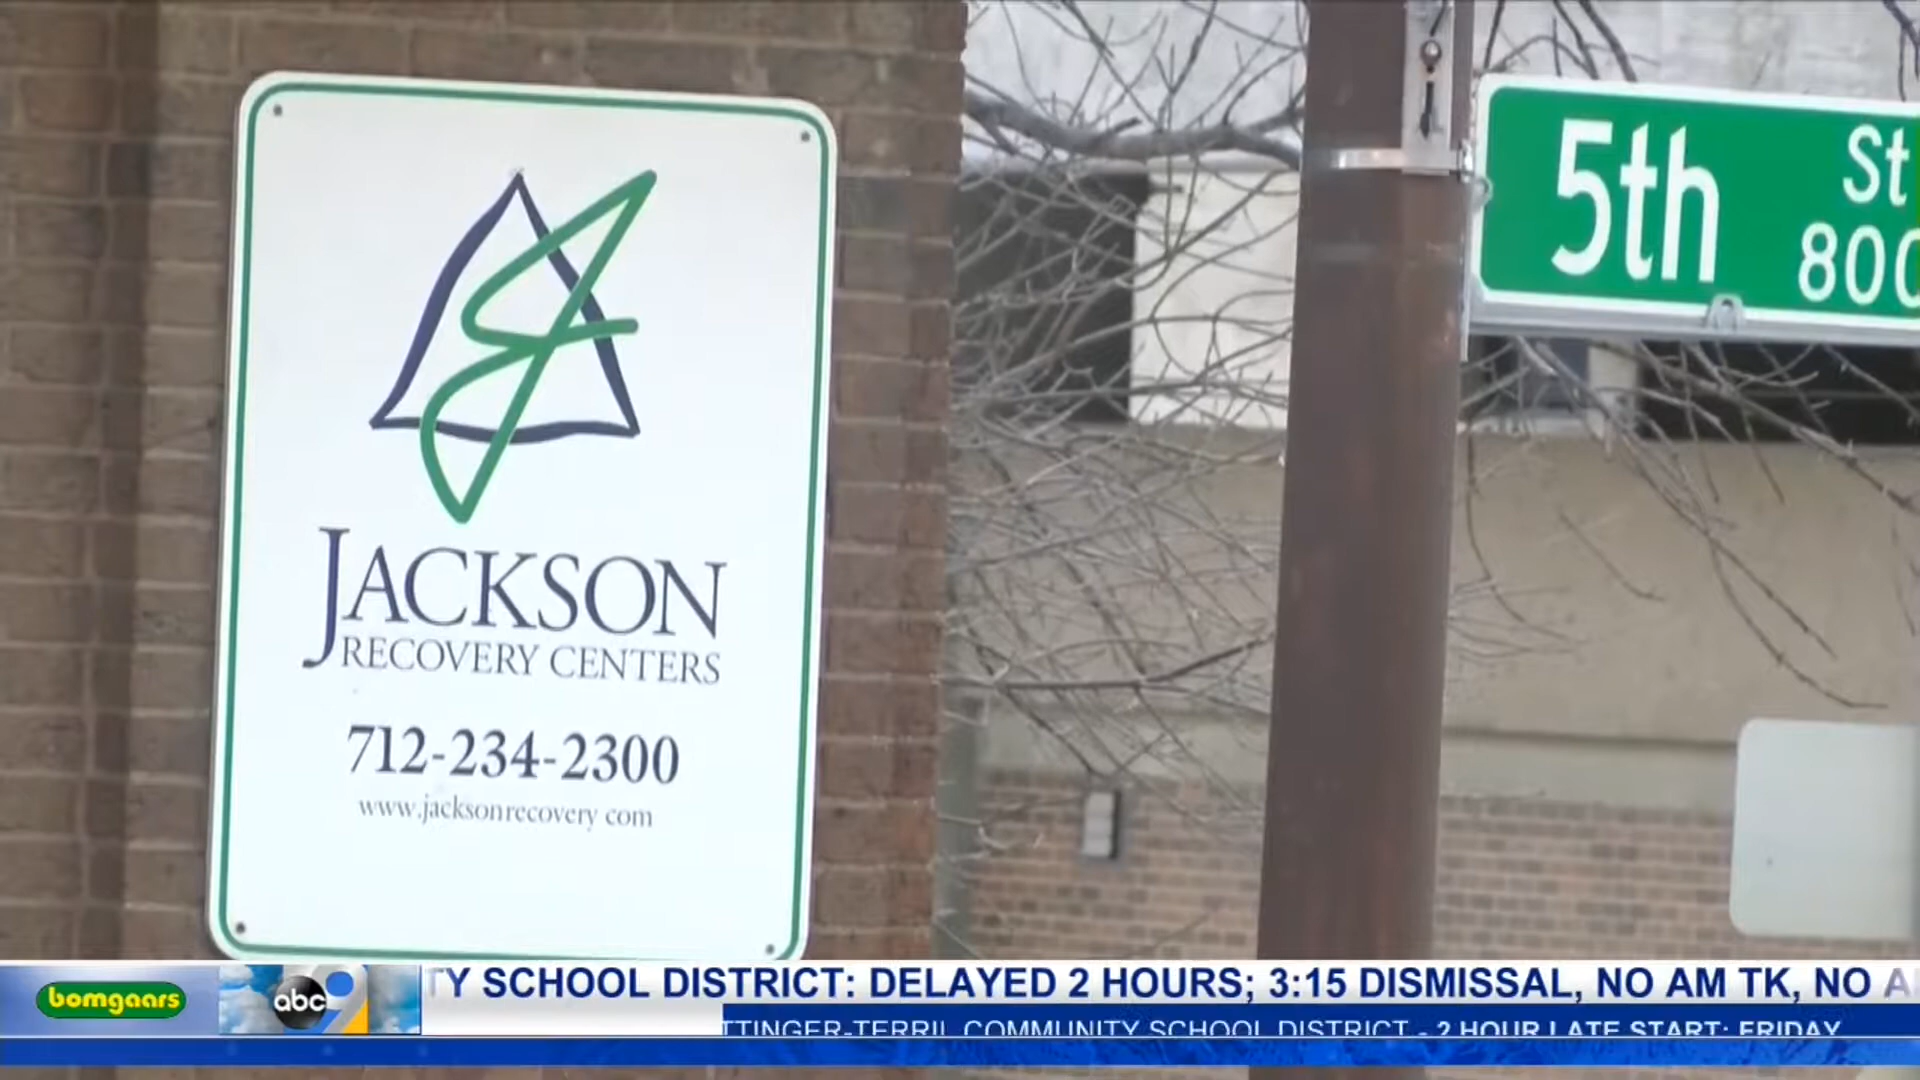 JACKSON
RECOVERY CENTERS
712-234-2300
www.jacksonrecovery com
5th St
800
bomgaars
abc 9
TY SCHOOL DISTRICT: DELAYED 2 HOURS; 3:15 DISMISSAL, NO AM TK, NO
TTINGER-TERRIL COMMUNITY SCHOOL DISTRICT - 2 HOUR LATE START: FRIDAY